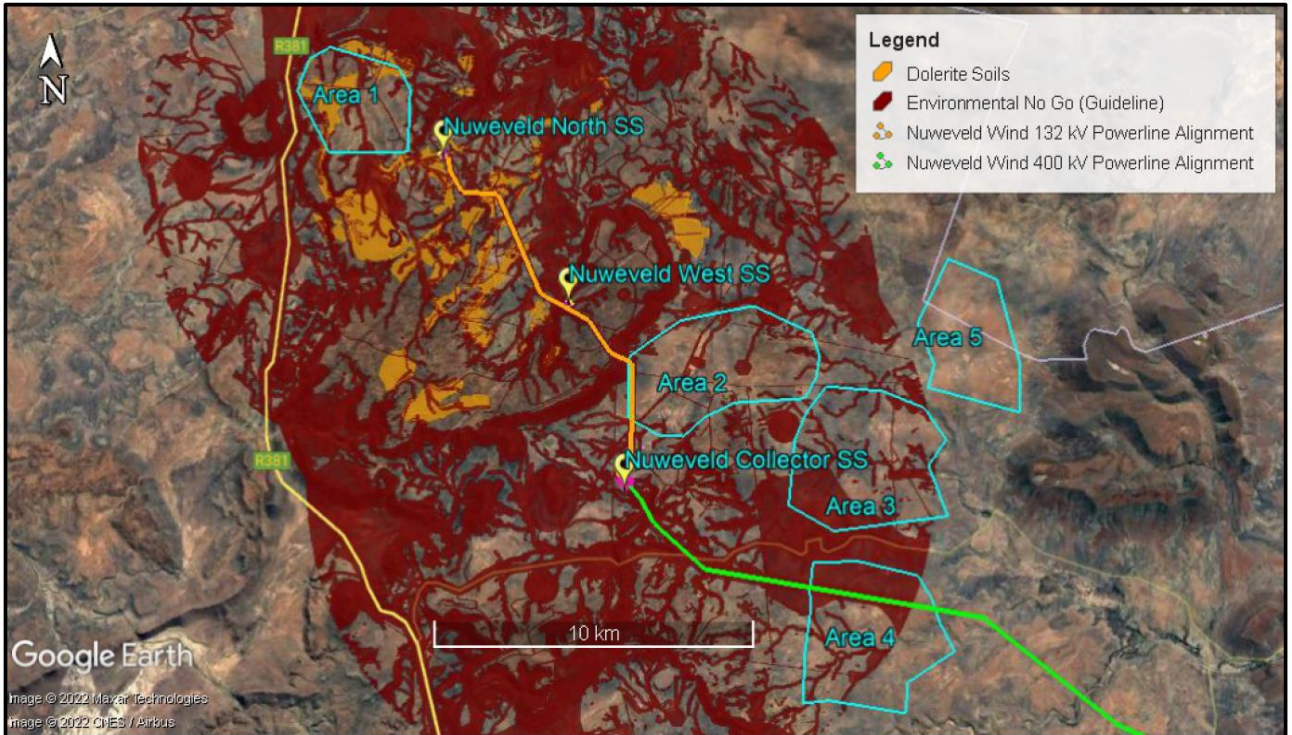 N
R381
Area 1
Nuweveld North SS
Legend
Dolerite Soils
Environmental No Go (Guideline)
Nuweveld Wind 132 kV Powerline Alignment
Nuweveld Wind 400 kV Powerline Alignment
Nuweveld West SS
Area 5
Area 2
Nuweveld Collector SS
R381
Area 3
10 km
Area 4
Google Earth
Image © 2022 Maxar Technologies
Image © 2022 CNES / Airbus